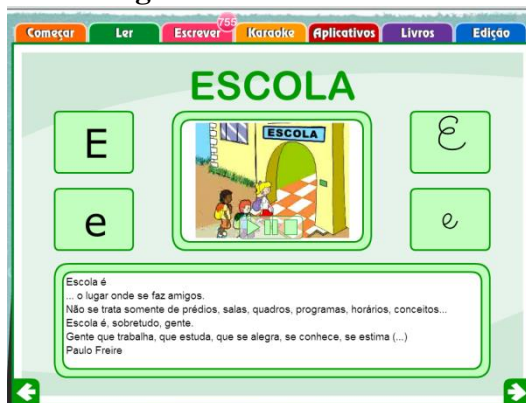 755
Começar Ler Escrever Karaoke Aplicativos Livros Edição
ESCOLA
E
ESCOLA
E
e
e
Escola é
... o lugar onde se faz amigos.
Não se trata somente de prédios, salas, quadros, programas, horários, conceitos...
Escola é, sobretudo, gente.
Gente que trabalha, que estuda, que se alegra, se conhece, se estima (...)
Paulo Freire